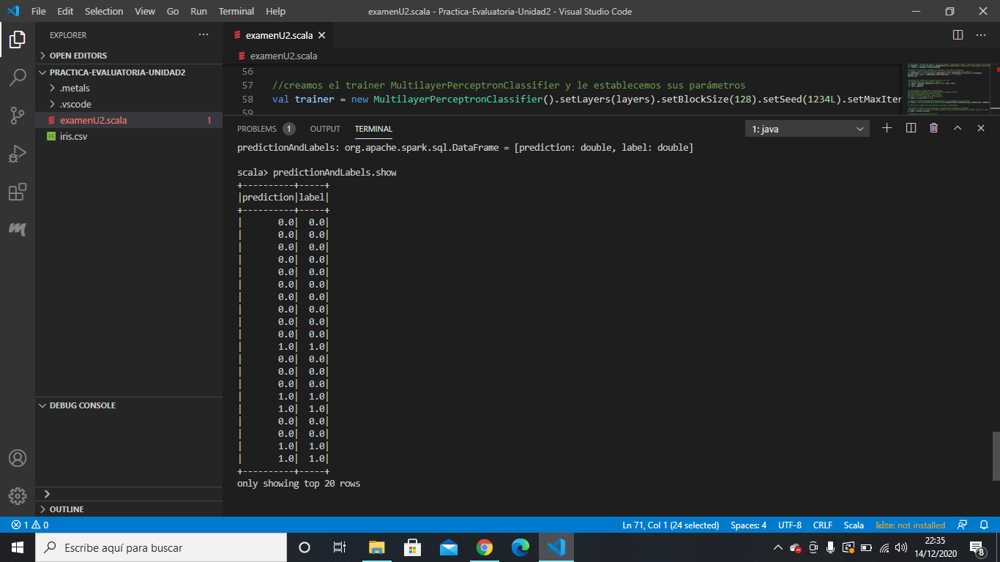 File Edit Selection View Go Run Terminal Help
examenU2.scala - Practica-Evaluatoria-Unidad2 - Visual Studio Code
EXPLORER
OPEN EDITORS
PRACTICA-EVALUATORIA-UNIDAD2
.metals
.vscode
examenU2.scala 1
iris.csv
DEBUG CONSOLE
OUTLINE
examenU2.scala
examenU2.scala
56
57 //creamos el trainer MultilayerPerceptronClassifier y le establecemos sus parámetros
58 val trainer = new MultilayerPerceptronClassifier().setLayers(layers).setBlockSize(128).setSeed(1234L).setMaxIter
59
PROBLEMS 1 OUTPUT TERMINAL 1: java
predictionAndLabels: org.apache.spark.sql.DataFrame = [prediction: double, label: double]
scala> predictionAndLabels.show
+----------+-----+
|prediction|label|
+----------+-----+
|       0.0|  0.0|
|       0.0|  0.0|
|       0.0|  0.0|
|       0.0|  0.0|
|       0.0|  0.0|
|       0.0|  0.0|
|       0.0|  0.0|
|       0.0|  0.0|
|       0.0|  0.0|
|       0.0|  0.0|
|       1.0|  1.0|
|       0.0|  0.0|
|       0.0|  0.0|
|       0.0|  0.0|
|       1.0|  1.0|
|       1.0|  1.0|
|       0.0|  0.0|
|       0.0|  0.0|
|       1.0|  1.0|
|       1.0|  1.0|
+----------+-----+
only showing top 20 rows
1 0 Ln 71, Col 1 (24 selected) Spaces: 4 UTF-8 CRLF Scala kite: not installed
Escribe aquí para buscar
22:35
14/12/2020
8